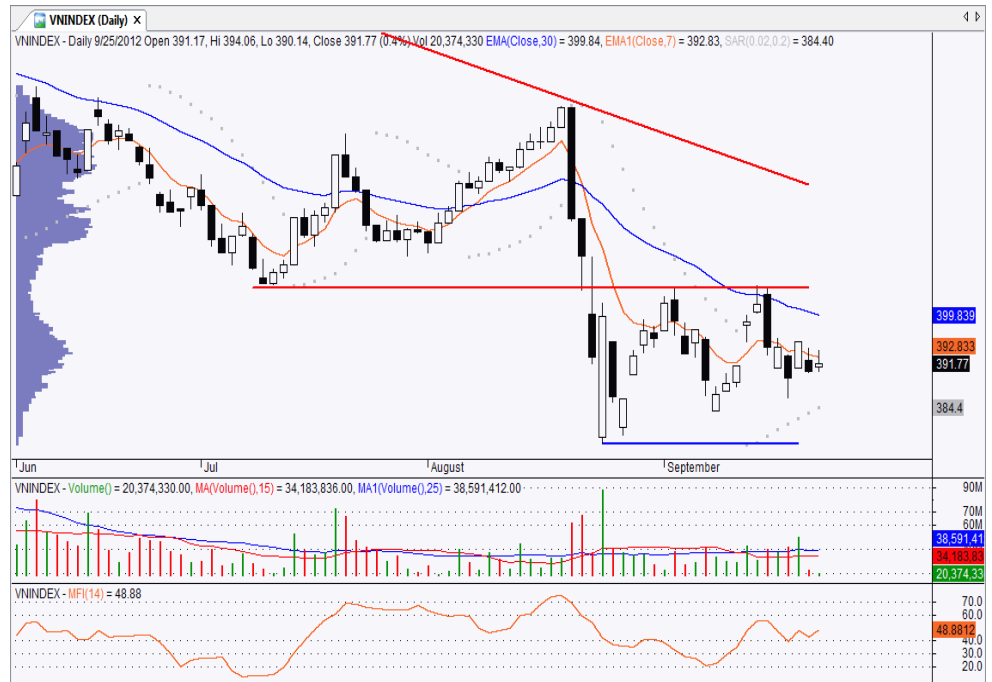 VNINDEX (Daily)
VNINDEX - Daily 9/25/2012 Open 391.17, Hi 394.06, Lo 390.14, Close 391.77 (0.4%) Vol 20,374,330 EMA(Close,30) = 399.84, EMA1(Close,7) = 392.83, SAR(0.02,0.2) = 384.40
399.839
392.833
391.77
384.4
Jun Jul August September
VNINDEX - Volume() = 20,374,330.00, MA(Volume(),15) = 34,183,836.00, MA1(Volume(),25) = 38,591,412.00
90M
70M
60M
38,591,41
34,183,83
20,374,33
VNINDEX - MFI(14) = 48.88
70.0
60.0
48.8812
40.0
30.0
20.0